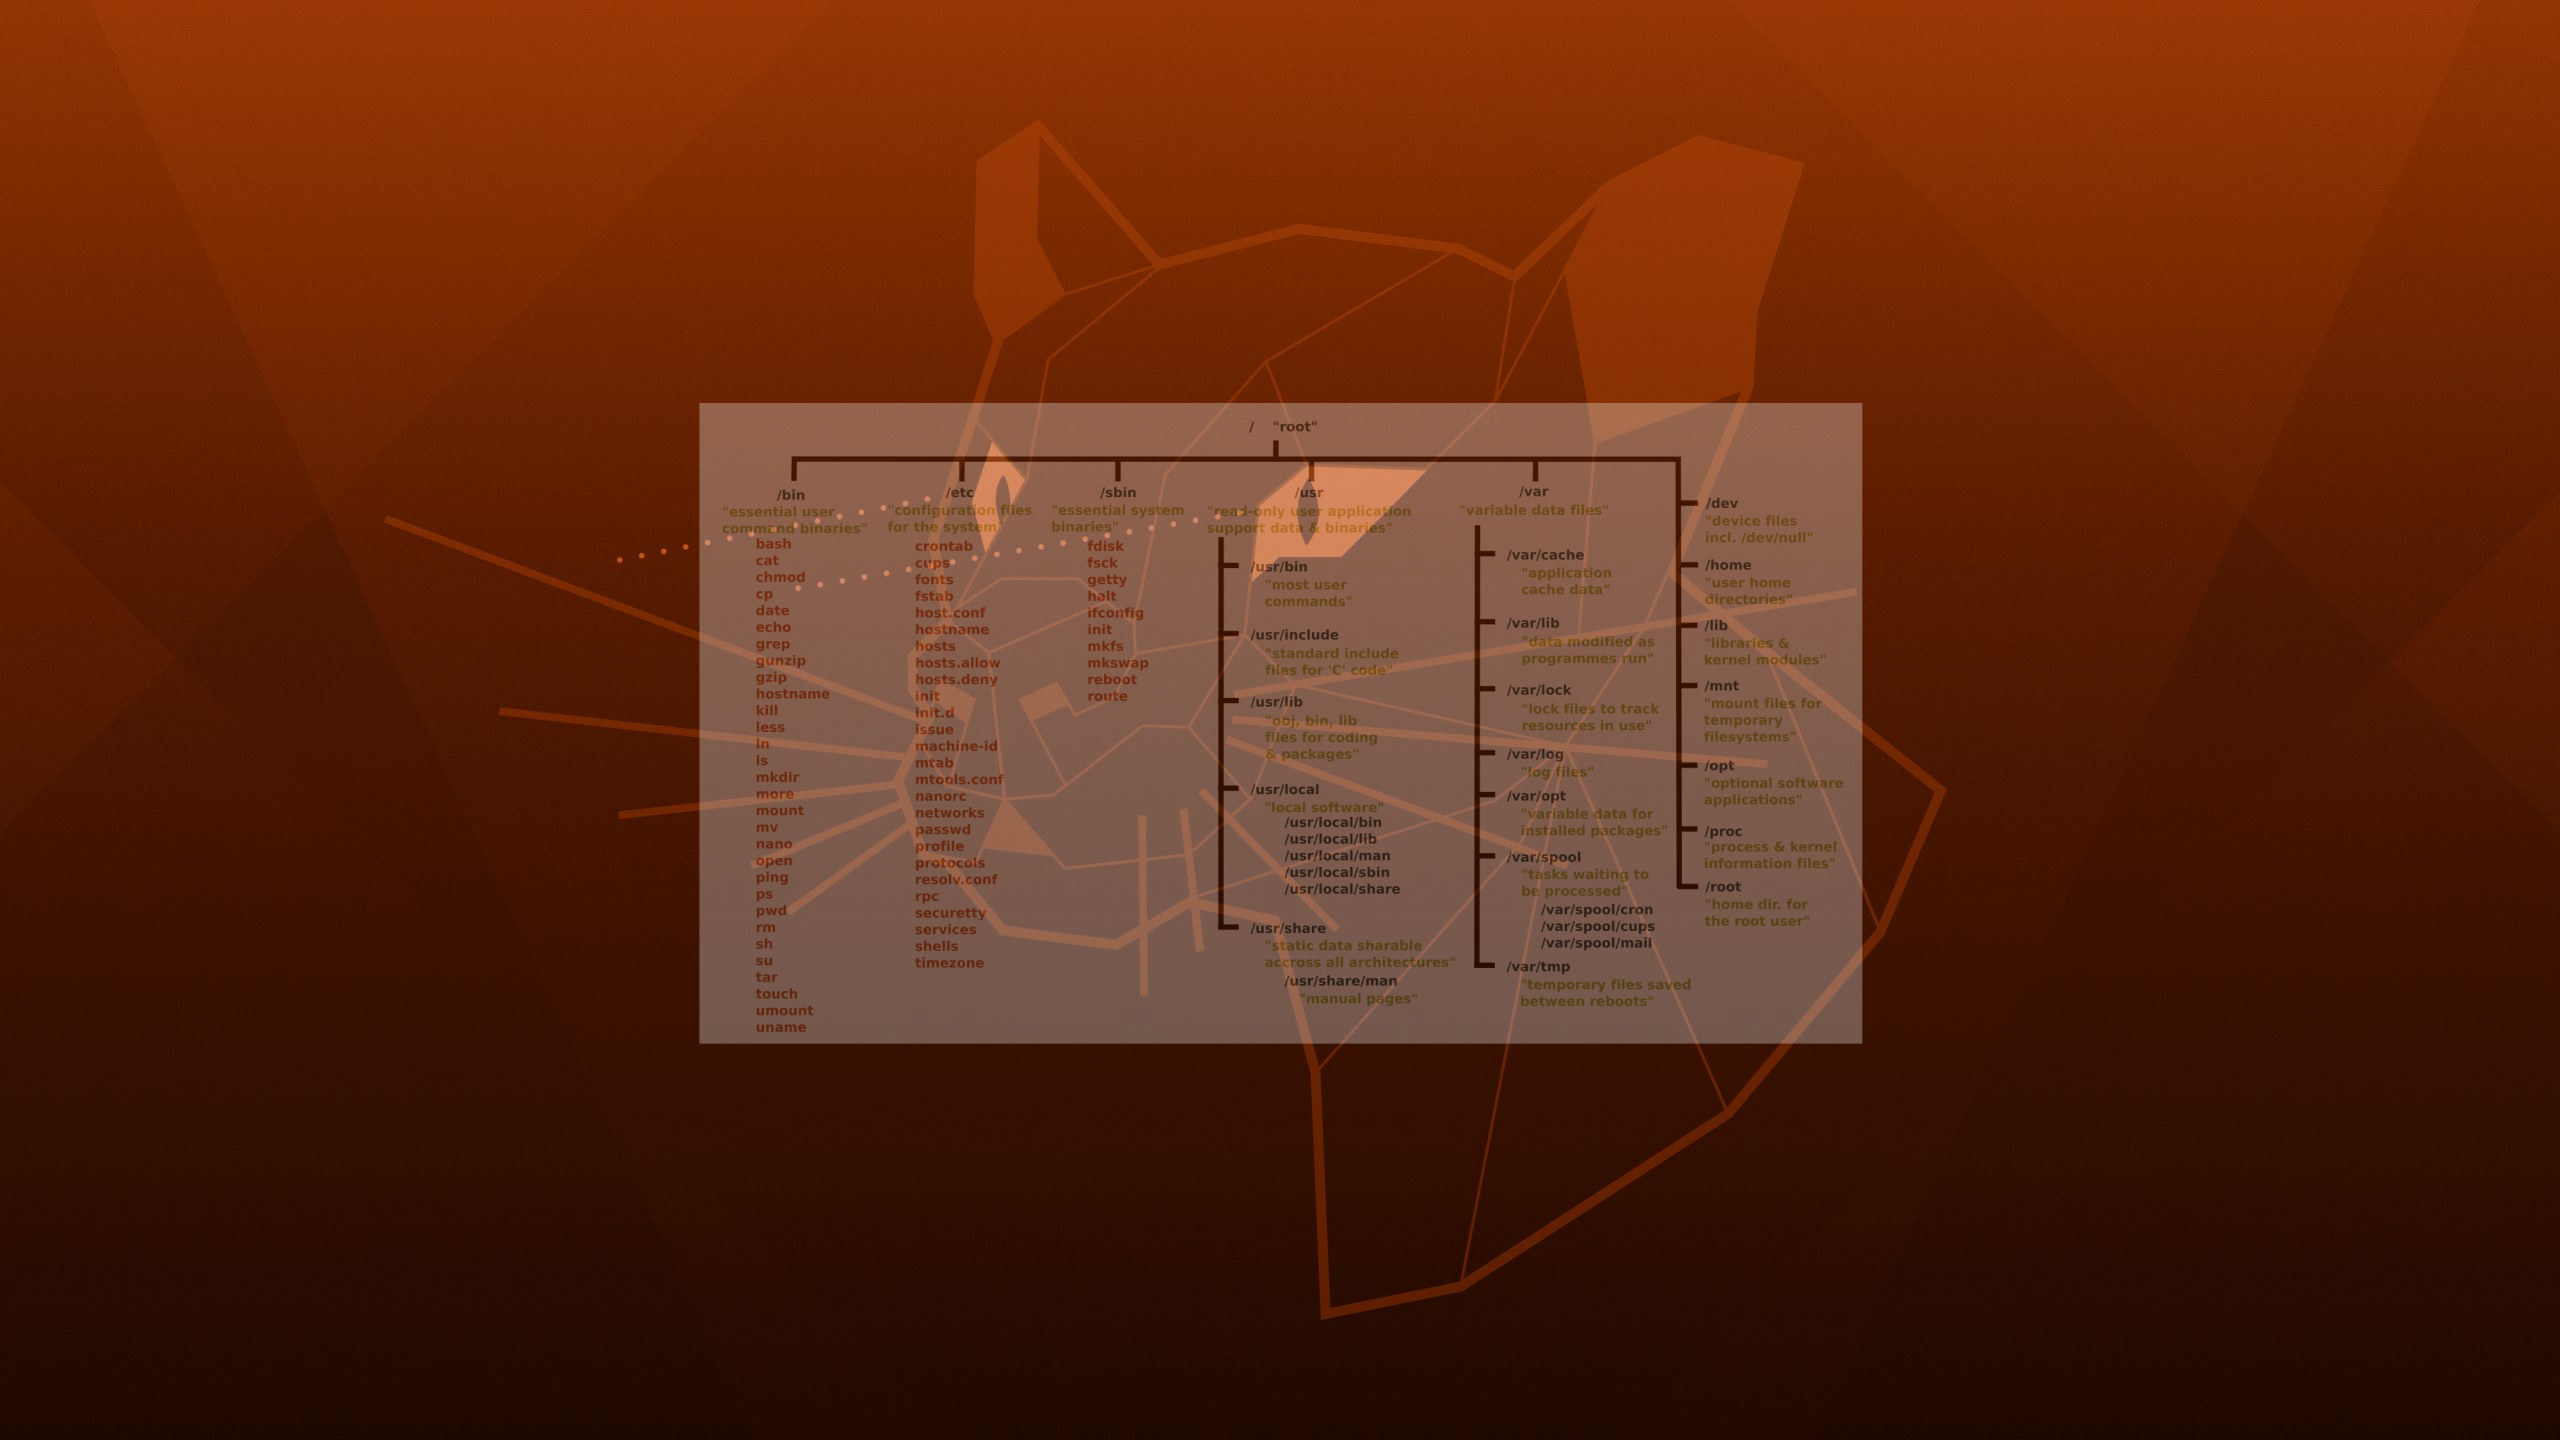 / "root"
/bin
"essential user
command binaries"
bash
cat
chmod
cp
date
echo
grep
gunzip
gzip
hostname
kill
less
ln
ls
mkdir
more
mount
mv
nano
open
ping
ps
pwd
rm
sh
su
tar
touch
umount
uname
/etc
"configuration files
for the system"
crontab
cups
fonts
fstab
host.conf
hostname
hosts
hosts.allow
hosts.deny
init
init.d
issue
machine-id
mtab
mtools.conf
nanorc
networks
passwd
profile
protocols
resolv.conf
rpc
securetty
services
shells
timezone
/sbin
"essential system
binaries"
fdisk
fsck
getty
halt
ifconfig
init
mkfs
mkswap
reboot
route
/usr
"read-only user application
support data & binaries"
/usr/bin
"most user
commands"
/usr/include
"standard include
files for 'C' code"
/usr/lib
"obj, bin, lib
files for coding
& packages"
/usr/local
"local software"
/usr/local/bin
/usr/local/lib
/usr/local/man
/usr/local/sbin
/usr/local/share
/usr/share
"static data sharable
accross all architectures"
/usr/share/man
"manual pages"
/var
"variable data files"
/var/cache
"application
cache data"
/var/lib
"data modified as
programmes run"
/var/lock
"lock files to track
resources in use"
/var/log
"log files"
/var/opt
"variable data for
installed packages"
/var/spool
"tasks waiting to
be processed"
/var/spool/cron
/var/spool/cups
/var/spool/mail
/var/tmp
"temporary files saved
between reboots"
/dev
"device files
incl. /dev/null"
/home
"user home
directories"
/lib
"libraries &
kernel modules"
/mnt
"mount files for
temporary
filesystems"
/opt
"optional software
applications"
/proc
"process & kernel
information files"
/root
"home dir. for
the root user"